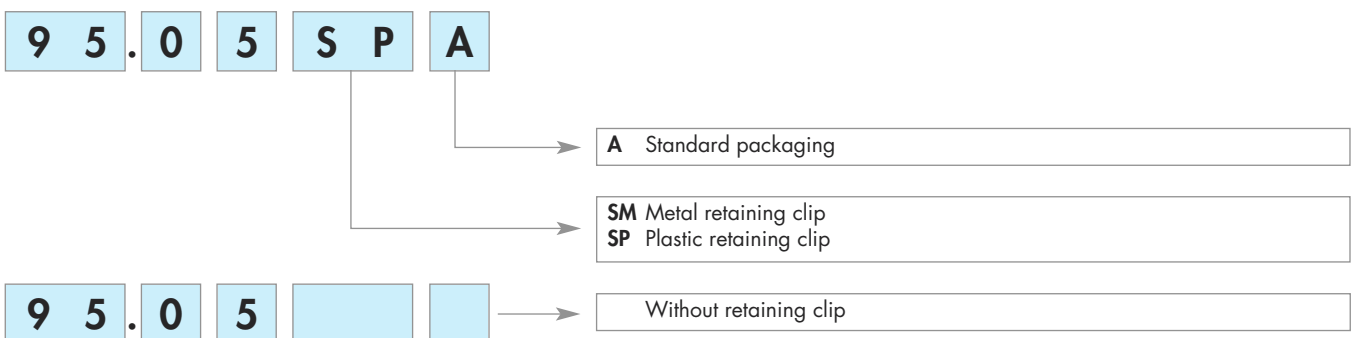 9 5 . 0 5 S P A
A Standard packaging
SM Metal retaining clip
SP Plastic retaining clip
9 5 . 0 5
Without retaining clip